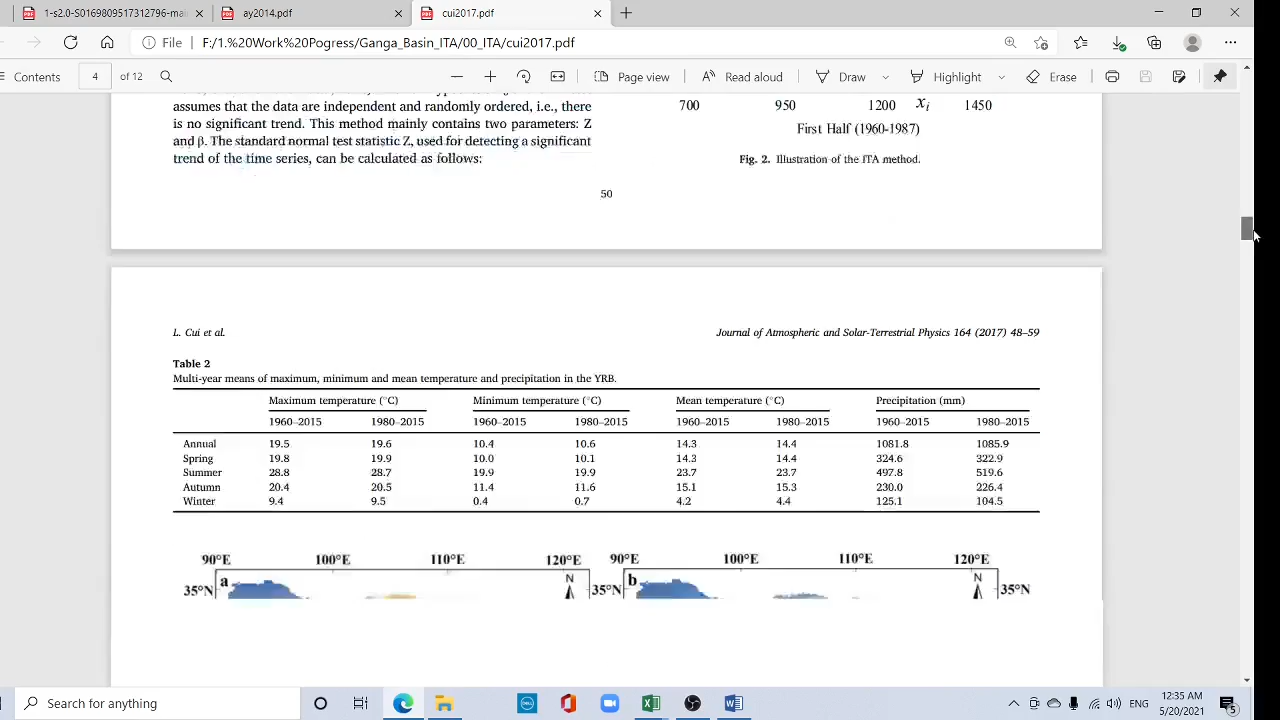 1-s2.0-S0169809517312796-mai
ay2014.pdf
cui2017.pdf
File
F:/1.%20Work%20Pogress/Ganga_Basin_ITA/00_ITA/cui2017.pdf
Contents
4
of 12
Page view
Read aloud
Draw
Highlight
Erase
assumes that the data are independent and randomly ordered, i.e., there
is no significant trend. This method mainly contains two parameters: Z
and β. The standard normal test statistic Z, used for detecting a significant
trend of the time series, can be calculated as follows:
700 950 1200 xi 1450
First Half (1960-1987)
Fig. 2. Illustration of the ITA method.
50
L. Cui et al.
Journal of Atmospheric and Solar-Terrestrial Physics 164 (2017) 48–59
Table 2
Multi-year means of maximum, minimum and mean temperature and precipitation in the YRB.
Maximum temperature (°C) Minimum temperature (°C) Mean temperature (°C) Precipitation (mm)
1960–2015 1980–2015 1960–2015 1980–2015 1960–2015 1980–2015 1960–2015 1980–2015
Annual 19.5 19.6 10.4 10.6 14.3 14.4 1081.8 1085.9
Spring 19.8 19.9 10.0 10.1 14.3 14.4 324.6 322.9
Summer 28.8 28.7 19.9 19.9 23.7 23.7 497.8 519.6
Autumn 20.4 20.5 11.4 11.6 15.1 15.3 230.0 226.4
Winter 9.4 9.5 0.4 0.7 4.2 4.4 125.1 104.5
90°E 100°E 110°E 120°E 90°E 100°E 110°E 120°E
35°N a N 35°N b N 35°N
Search for anything
DELL
ENG
12:35 AM
5/20/2021
5